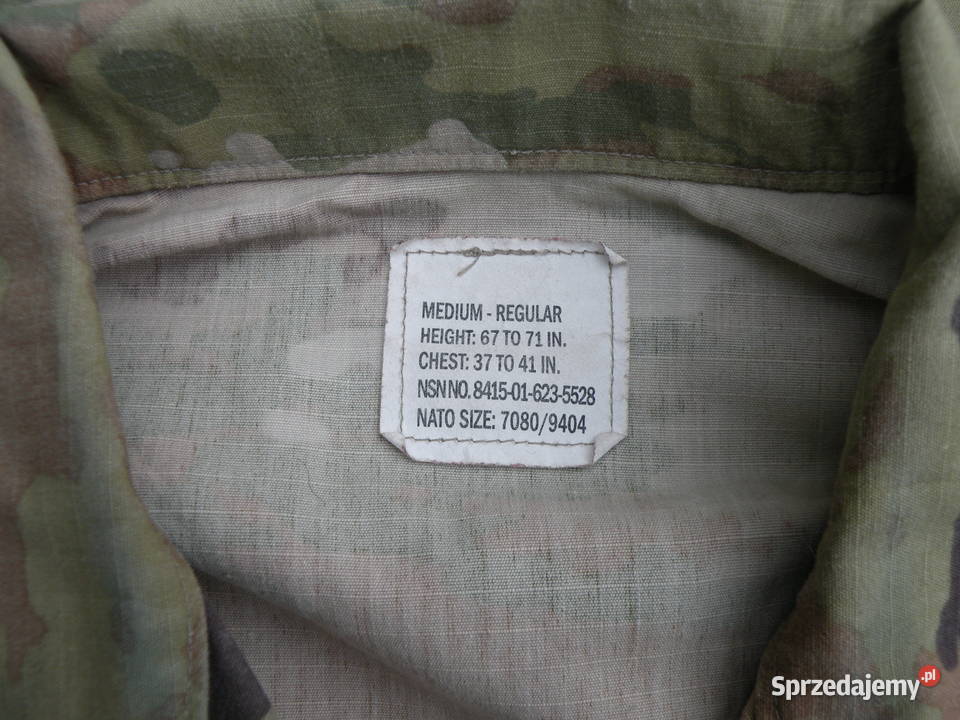 MEDIUM - REGULAR
HEIGHT: 67 TO 71 IN.
CHEST: 37 TO 41 IN.
NSN NO. 8415-01-623-5528
NATO SIZE: 7080/9404
Sprzedajemy.pl